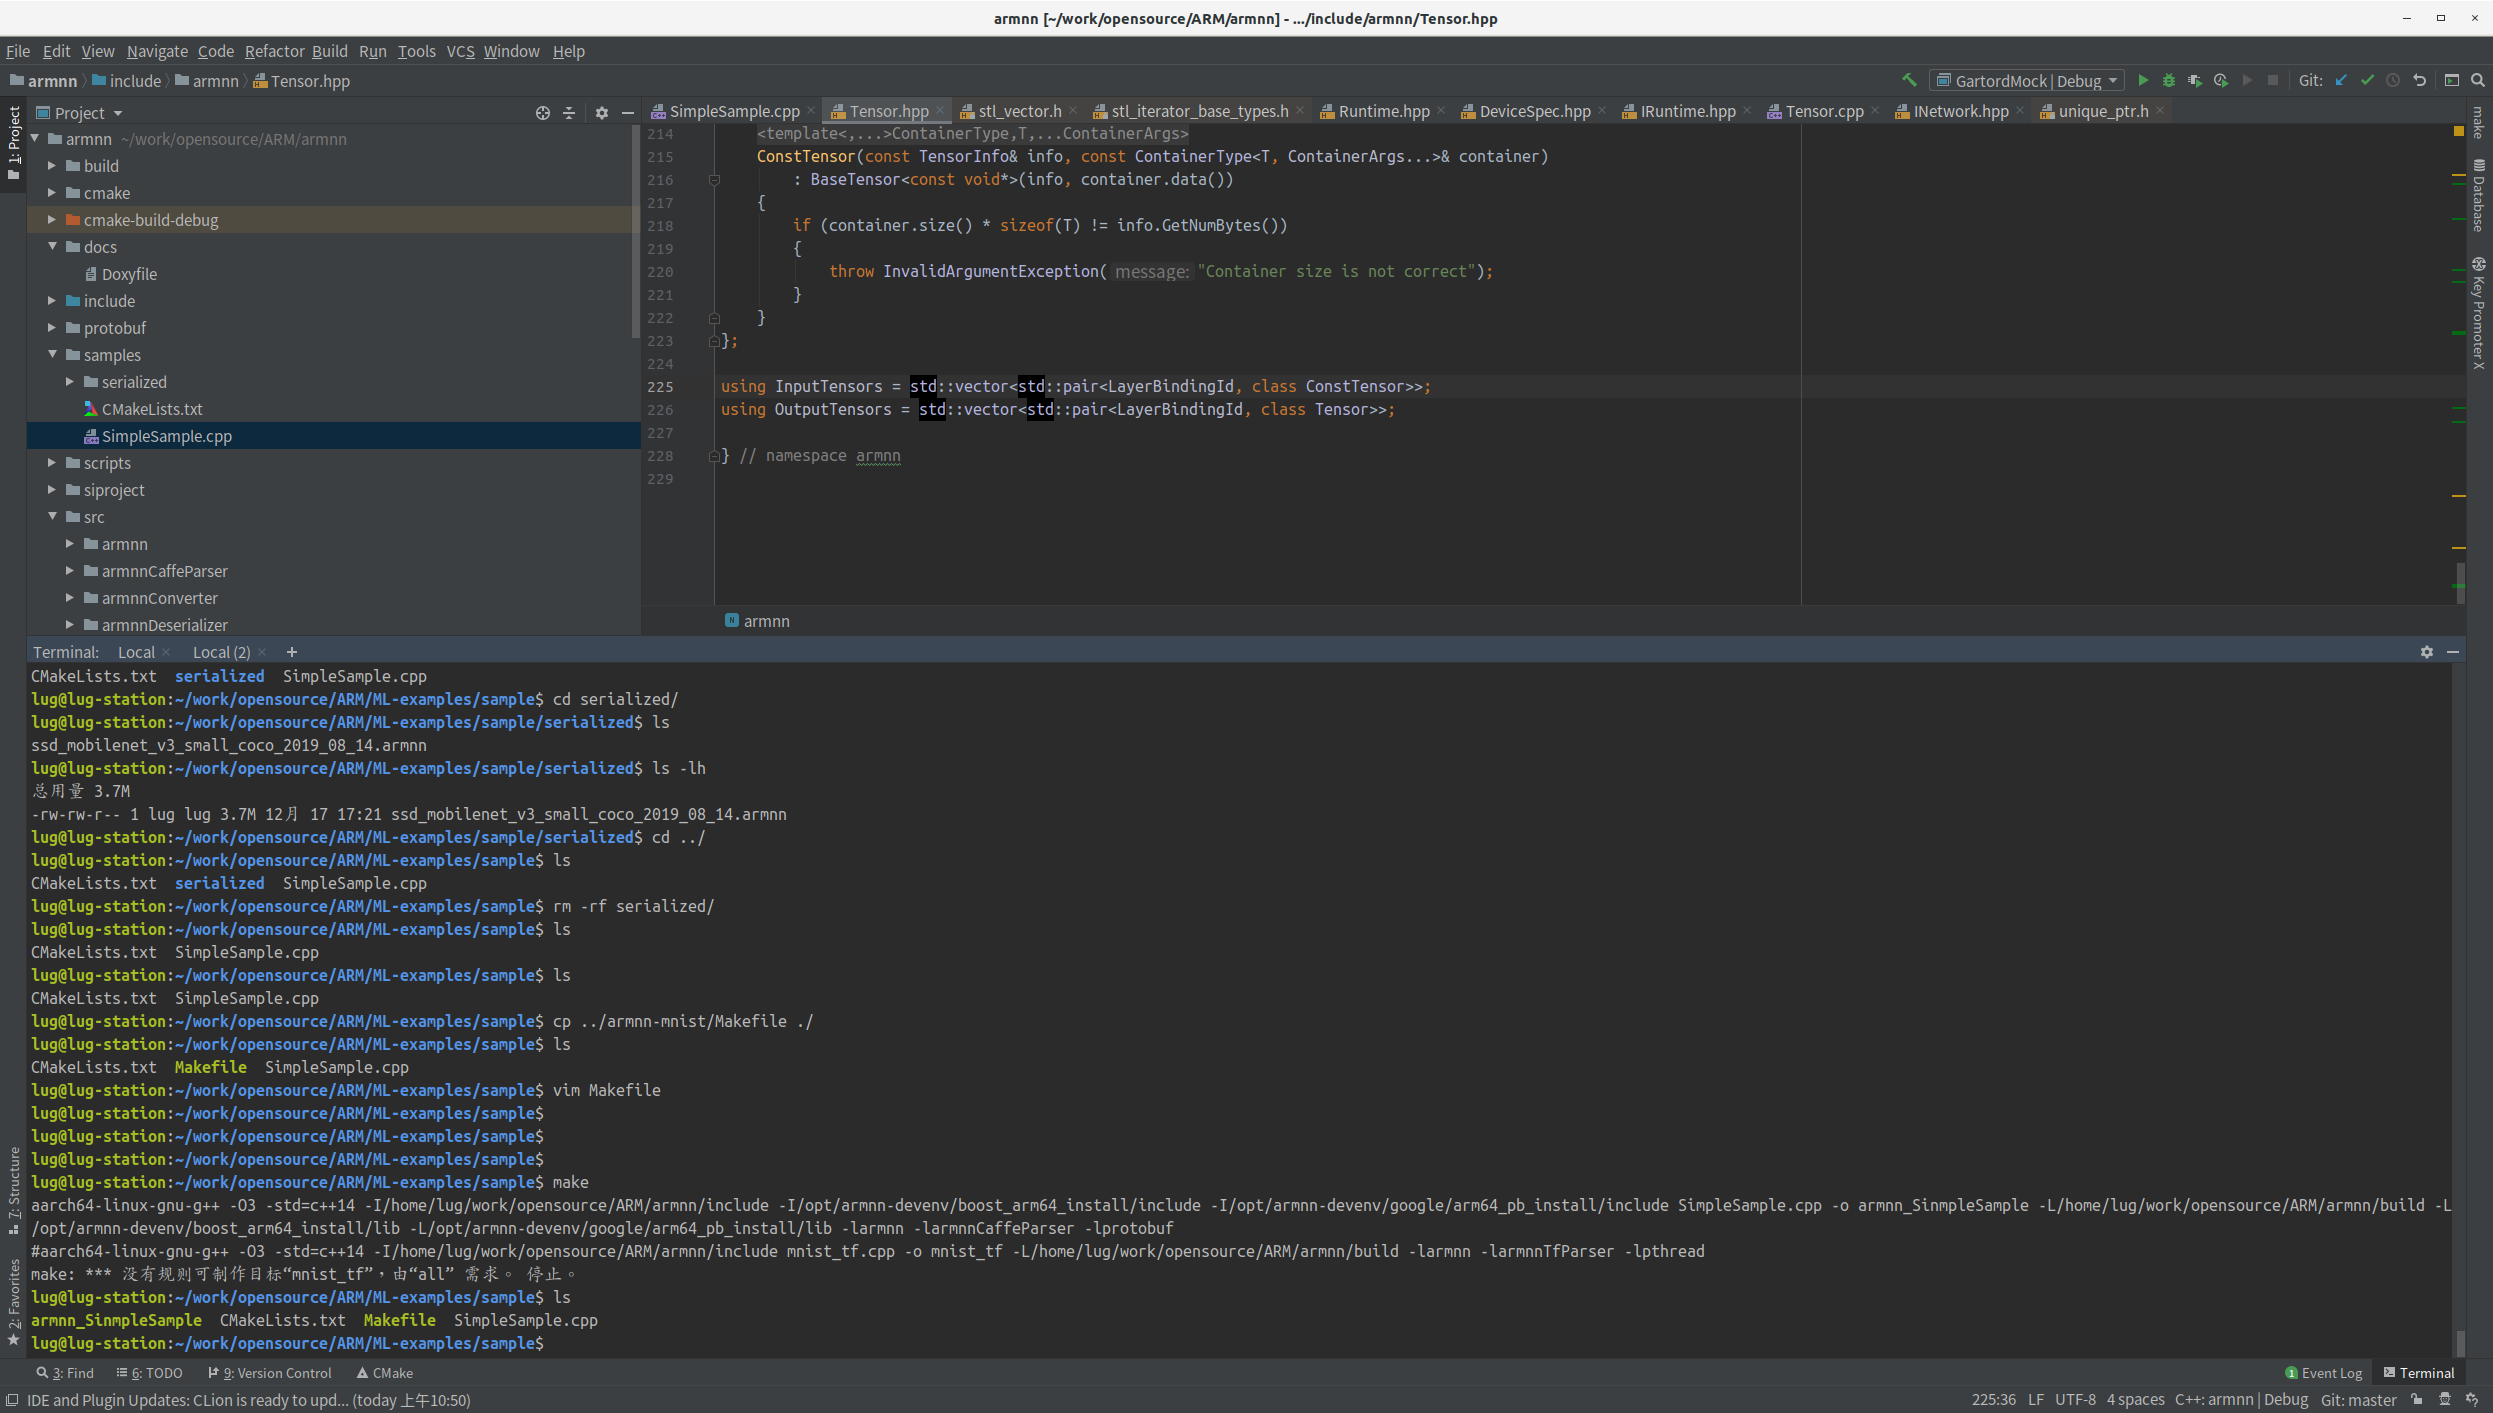 armnn [~/work/opensource/ARM/armnn] - .../include/armnn/Tensor.hpp
File Edit View Navigate Code Refactor Build Run Tools VCS Window Help
armnn include armnn Tensor.hpp GartordMock | Debug Git:
Project
SimpleSample.cpp Tensor.hpp stl_vector.h stl_iterator_base_types.h Runtime.hpp DeviceSpec.hpp IRuntime.hpp Tensor.cpp INetwork.hpp unique_ptr.h
1: Project
7: Structure
2: Favorites
make
Database
Key Promoter X
armnn ~/work/opensource/ARM/armnn
build
cmake
cmake-build-debug
docs
Doxyfile
include
protobuf
samples
serialized
CMakeLists.txt
SimpleSample.cpp
scripts
siproject
src
armnn
armnnCaffeParser
armnnConverter
armnnDeserializer
214 <template<,...>ContainerType,T,...ContainerArgs>
215 ConstTensor(const TensorInfo& info, const ContainerType<T, ContainerArgs...>& container)
216 : BaseTensor<const void*>(info, container.data())
217 {
218 if (container.size() * sizeof(T) != info.GetNumBytes())
219 {
220 throw InvalidArgumentException( message: "Container size is not correct");
221 }
222 }
223 };
224
225 using InputTensors = std::vector<std::pair<LayerBindingId, class ConstTensor>>;
226 using OutputTensors = std::vector<std::pair<LayerBindingId, class Tensor>>;
227
228 } // namespace armnn
229
armnn
Terminal: Local Local (2) +
CMakeLists.txt serialized SimpleSample.cpp
lug@lug-station:~/work/opensource/ARM/ML-examples/sample$ cd serialized/
lug@lug-station:~/work/opensource/ARM/ML-examples/sample/serialized$ ls
ssd_mobilenet_v3_small_coco_2019_08_14.armnn
lug@lug-station:~/work/opensource/ARM/ML-examples/sample/serialized$ ls -lh
总用量 3.7M
-rw-rw-r-- 1 lug lug 3.7M 12月 17 17:21 ssd_mobilenet_v3_small_coco_2019_08_14.armnn
lug@lug-station:~/work/opensource/ARM/ML-examples/sample/serialized$ cd ../
lug@lug-station:~/work/opensource/ARM/ML-examples/sample$ ls
CMakeLists.txt serialized SimpleSample.cpp
lug@lug-station:~/work/opensource/ARM/ML-examples/sample$ rm -rf serialized/
lug@lug-station:~/work/opensource/ARM/ML-examples/sample$ ls
CMakeLists.txt SimpleSample.cpp
lug@lug-station:~/work/opensource/ARM/ML-examples/sample$ ls
CMakeLists.txt SimpleSample.cpp
lug@lug-station:~/work/opensource/ARM/ML-examples/sample$ cp ../armnn-mnist/Makefile ./
lug@lug-station:~/work/opensource/ARM/ML-examples/sample$ ls
CMakeLists.txt Makefile SimpleSample.cpp
lug@lug-station:~/work/opensource/ARM/ML-examples/sample$ vim Makefile
lug@lug-station:~/work/opensource/ARM/ML-examples/sample$
lug@lug-station:~/work/opensource/ARM/ML-examples/sample$
lug@lug-station:~/work/opensource/ARM/ML-examples/sample$
lug@lug-station:~/work/opensource/ARM/ML-examples/sample$ make
aarch64-linux-gnu-g++ -O3 -std=c++14 -I/home/lug/work/opensource/ARM/armnn/include -I/opt/armnn-devenv/boost_arm64_install/include -I/opt/armnn-devenv/google/arm64_pb_install/include SimpleSample.cpp -o armnn_SinmpleSample -L/home/lug/work/opensource/ARM/armnn/build -L
/opt/armnn-devenv/boost_arm64_install/lib -L/opt/armnn-devenv/google/arm64_pb_install/lib -larmnn -larmnnCaffeParser -lprotobuf
#aarch64-linux-gnu-g++ -O3 -std=c++14 -I/home/lug/work/opensource/ARM/armnn/include mnist_tf.cpp -o mnist_tf -L/home/lug/work/opensource/ARM/armnn/build -larmnn -larmnnTfParser -lpthread
make: *** 没有规则可制作目标“mnist_tf”，由“all” 需求。 停止。
lug@lug-station:~/work/opensource/ARM/ML-examples/sample$ ls
armnn_SinmpleSample CMakeLists.txt Makefile SimpleSample.cpp
lug@lug-station:~/work/opensource/ARM/ML-examples/sample$
3: Find 6: TODO 9: Version Control CMake 1 Event Log Terminal
IDE and Plugin Updates: CLion is ready to upd... (today 上午10:50) 225:36 LF UTF-8 4 spaces C++: armnn | Debug Git: master